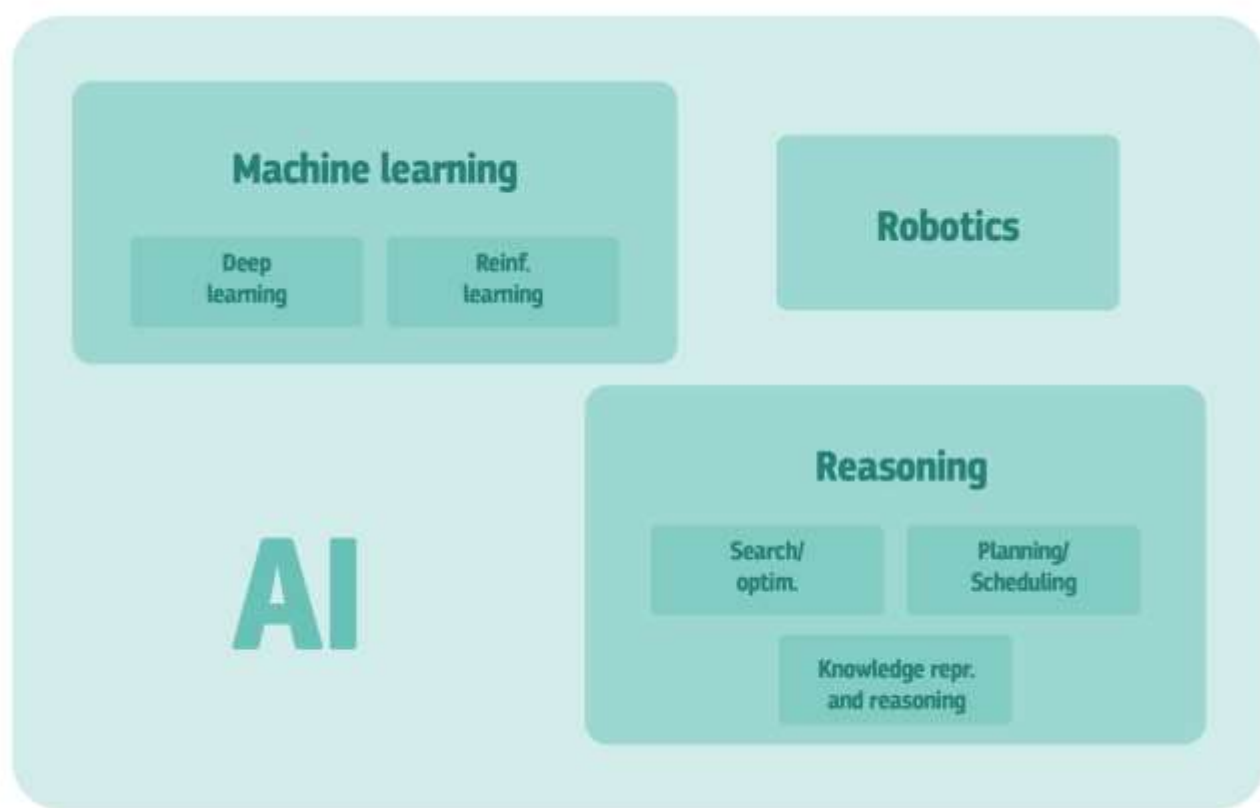 Machine learning
Deep
learning
Reinf.
learning
Robotics
Reasoning
Search/
optim.
Planning/
Scheduling
Knowledge repr.
and reasoning
AI